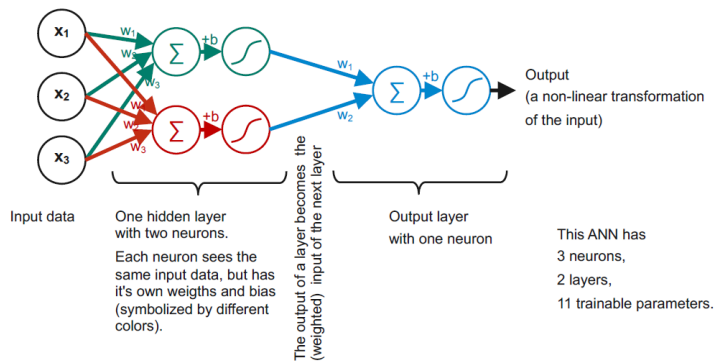 x1
x2
x3
w1
w2
w3
Σ
+b
w1
w2
w3
Σ
+b
w1
w2
Σ
+b
Output
(a non-linear transformation
of the input)
Input data
One hidden layer
with two neurons.
Each neuron sees the
same input data, but has
it's own weigths and bias
(symbolized by different
colors).
The output of a layer becomes the
(weighted) input of the next layer
Output layer
with one neuron
This ANN has
3 neurons,
2 layers,
11 trainable parameters.